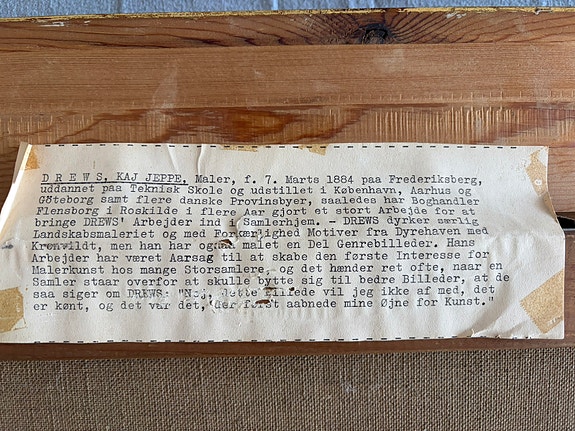 D R E W S, KAJ JEPPE, Maler, f. 7. Marts 1884 paa Frederiksberg,
uddannet paa Teknisk Skole og udstillet i København, Aarhus og
Göteborg samt flere danske Provinsbyer, saaledes har Boghandler
Flensborg i Roskilde i flere Aar gjort et stort Arbejde for at
bringe DREWS' Arbejder ind i Samlerhjem. - DREWS dyrker særlig
Landskabsmaleriet og med Forkærlighed Motiver fra Dyrehaven med
Kronvildt, men han har også malet en Del Genrebilleder. Hans
Arbejder har været Aarsag til at skabe den første Interesse for
Malerkunst hos mange Storsamlere, og det hænder ret ofte, naar en
Samler staar overfor at skulle bytte sig til bedre Billeder, at de
saa siger om DREWS: "Nej, dette Billede vil jeg ikke af med, det
er kønt, og det var det, der først aabnede mine Øjne for Kunst."